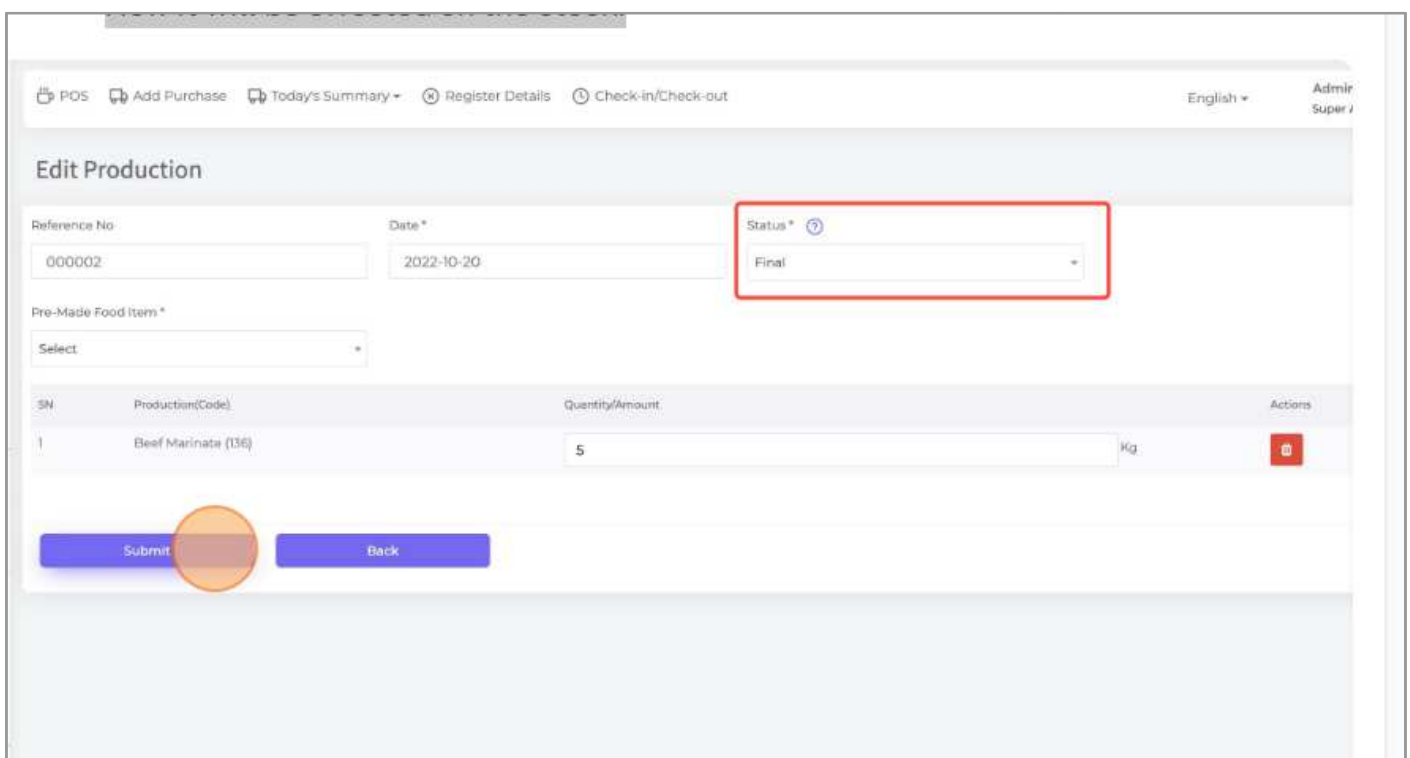 POS Add Purchase Today's Summary Register Details Check-in/Check-out English Admin
Super
Edit Production
Reference No Date * Status *
000002 2022-10-20 Final
Pre-Made Food Item *
Select
SN Production(Code) Quantity/Amount Actions
1 Beef Marinate (136) 5 Kg
Submit Back